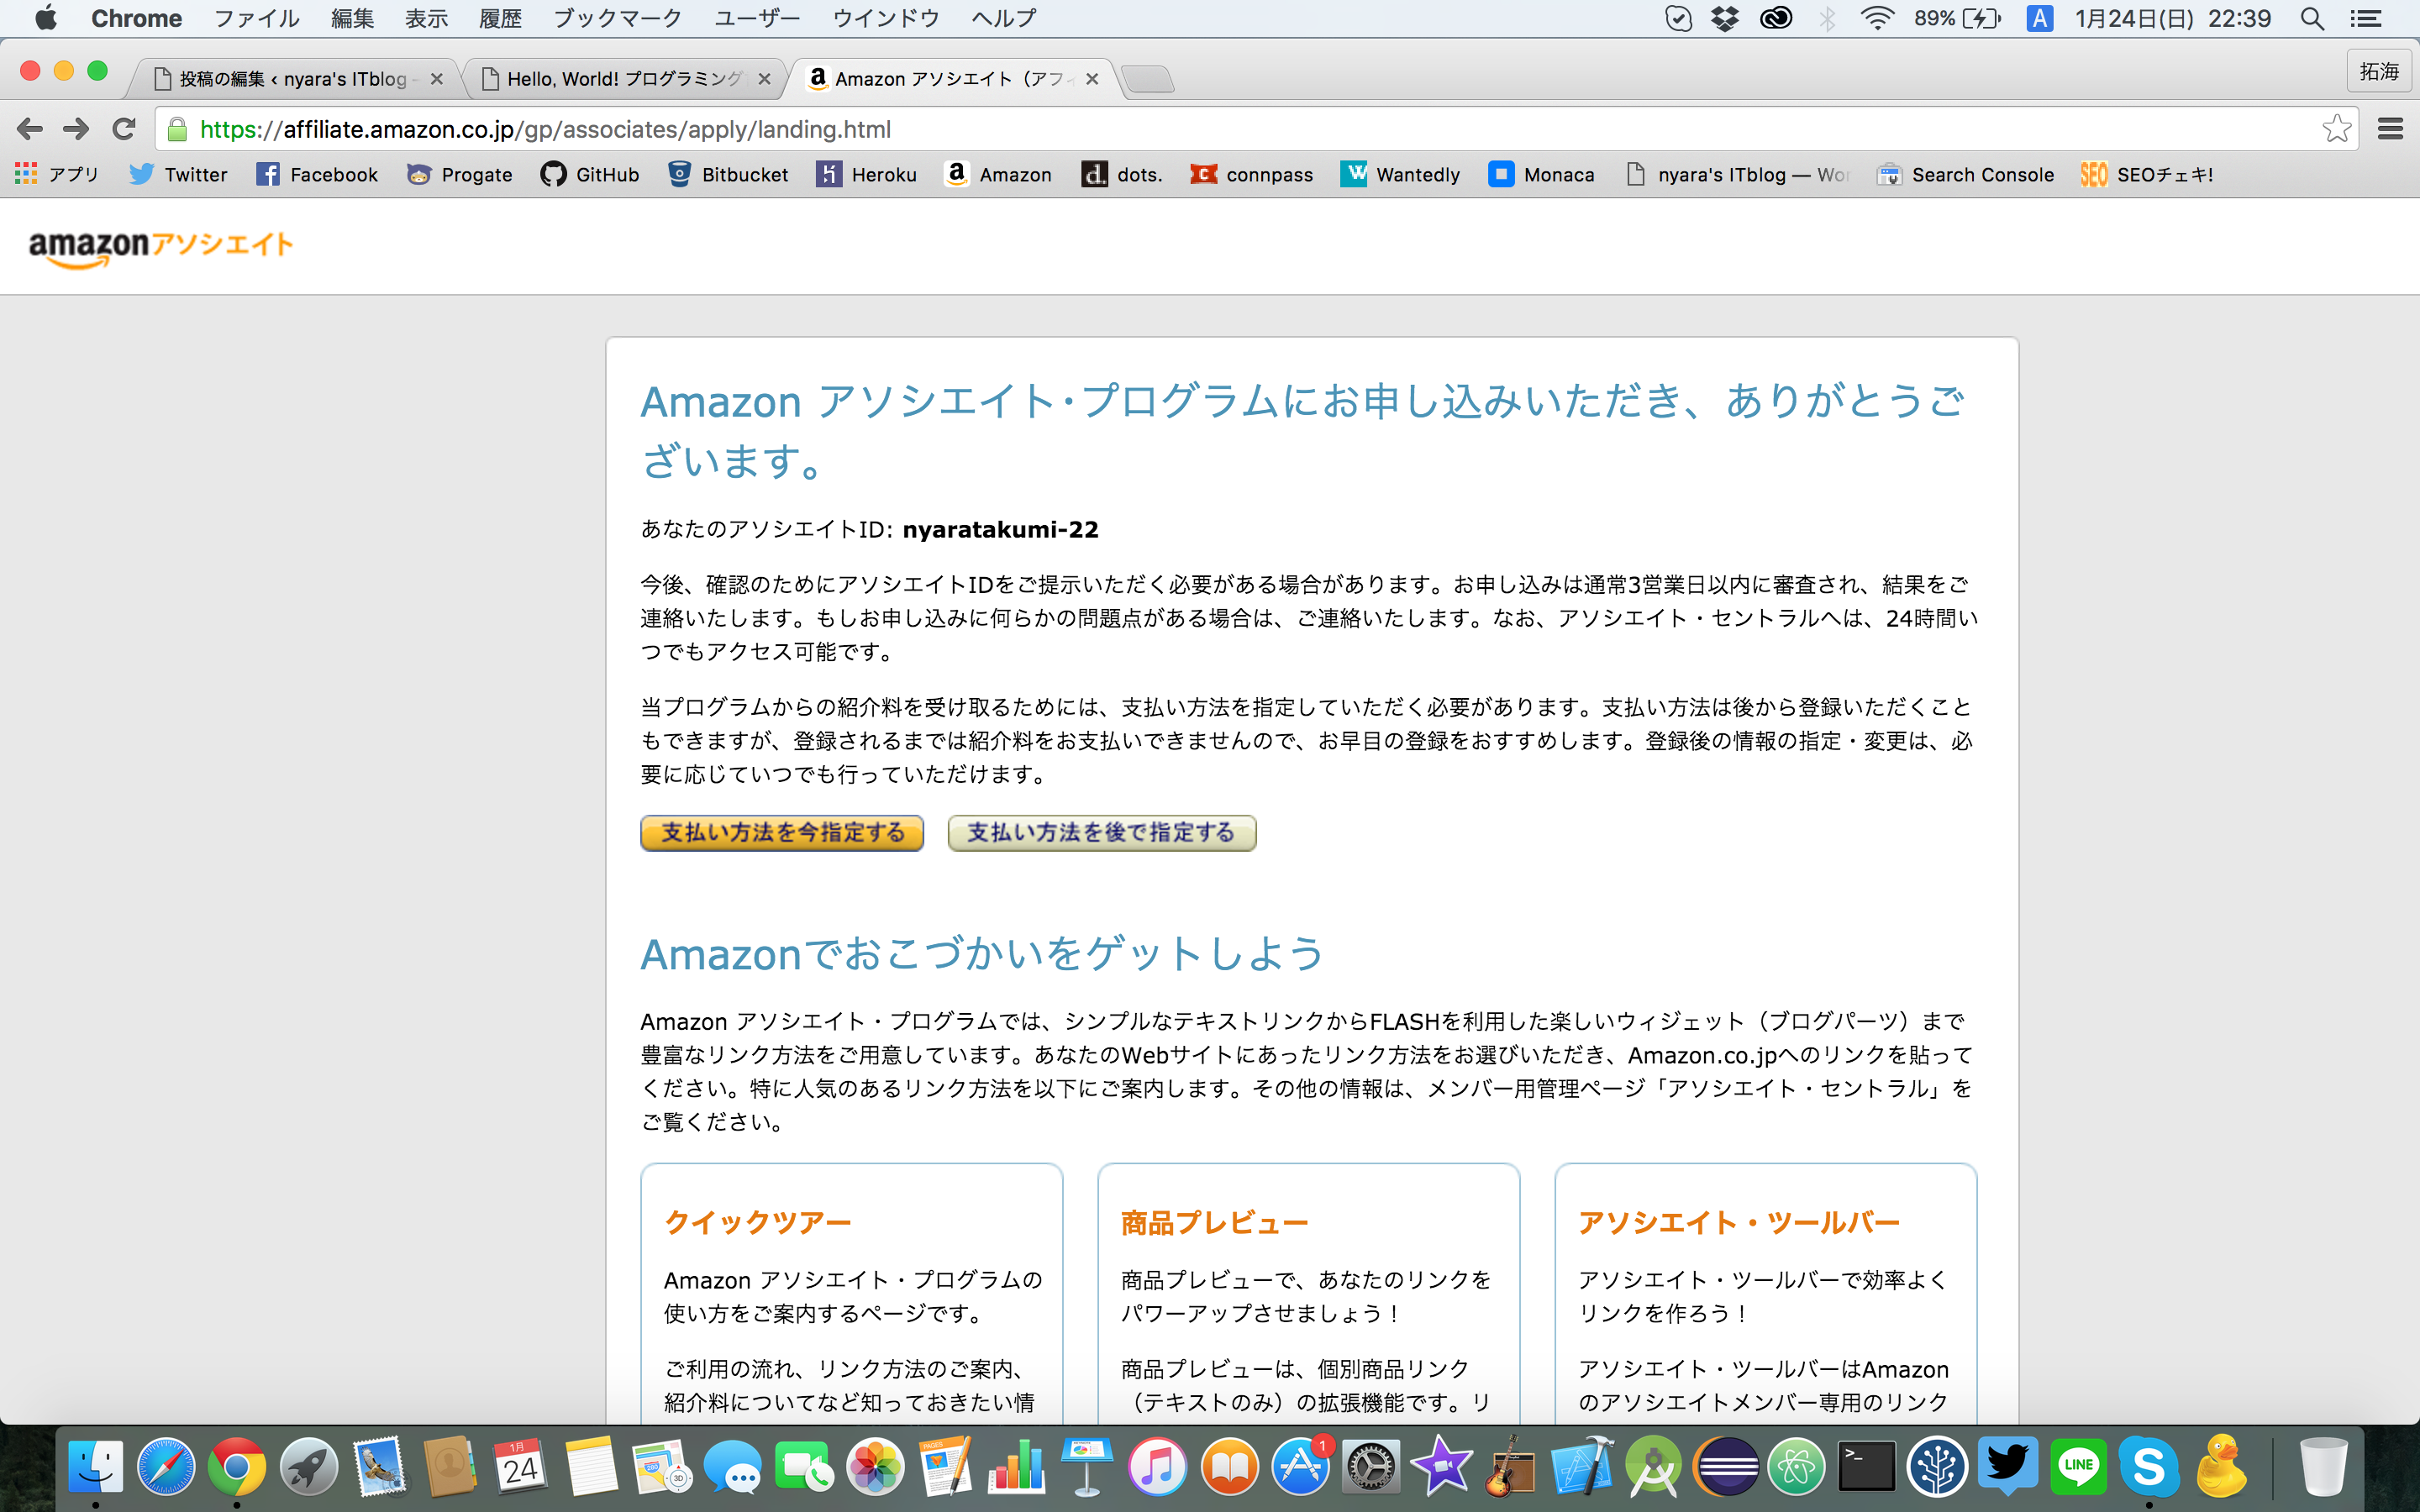 Chrome ファイル 編集 表示 履歴 ブックマーク ユーザー ウインドウ ヘルプ 89% A 1月24日(日) 22:39
投稿の編集 ‹ nyara's ITblog Hello, World! プログラミング Amazon アソシエイト（アフ 拓海
https://affiliate.amazon.co.jp/gp/associates/apply/landing.html
アプリ Twitter Facebook Progate GitHub Bitbucket Heroku Amazon dots. connpass Wantedly Monaca nyara's ITblog — Wor Search Console SEO SEOチェキ!
amazonアソシエイト
Amazon アソシエイト・プログラムにお申し込みいただき、ありがとうご
ざいます。
あなたのアソシエイトID: nyaratakumi-22
今後、確認のためにアソシエイトIDをご提示いただく必要がある場合があります。お申し込みは通常3営業日以内に審査され、結果をご
連絡いたします。もしお申し込みに何らかの問題点がある場合は、ご連絡いたします。なお、アソシエイト・セントラルへは、24時間い
つでもアクセス可能です。
当プログラムからの紹介料を受け取るためには、支払い方法を指定していただく必要があります。支払い方法は後から登録いただくこと
もできますが、登録されるまでは紹介料をお支払いできませんので、お早目の登録をおすすめします。登録後の情報の指定・変更は、必
要に応じていつでも行っていただけます。
支払い方法を今指定する 支払い方法を後で指定する
Amazonでおこづかいをゲットしよう
Amazon アソシエイト・プログラムでは、シンプルなテキストリンクからFLASHを利用した楽しいウィジェット（ブログパーツ）まで
豊富なリンク方法をご用意しています。あなたのWebサイトにあったリンク方法をお選びいただき、Amazon.co.jpへのリンクを貼って
ください。特に人気のあるリンク方法を以下にご案内します。その他の情報は、メンバー用管理ページ「アソシエイト・セントラル」を
ご覧ください。
クイックツアー
Amazon アソシエイト・プログラムの
使い方をご案内するページです。
ご利用の流れ、リンク方法のご案内、
紹介料についてなど知っておきたい情
商品プレビュー
商品プレビューで、あなたのリンクを
パワーアップさせましょう！
商品プレビューは、個別商品リンク
（テキストのみ）の拡張機能です。リ
アソシエイト・ツールバー
アソシエイト・ツールバーで効率よく
リンクを作ろう！
アソシエイト・ツールバーはAmazon
のアソシエイトメンバー専用のリンク
1月 24 3D PAGES 1 >_ LINE